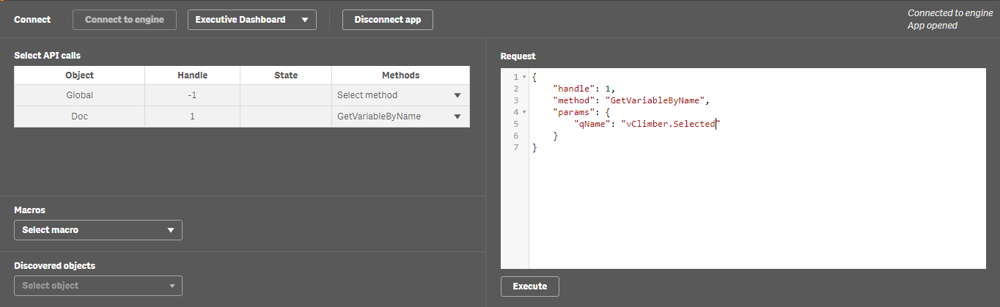 Connect
Connect to engine
Executive Dashboard
Disconnect app
Connected to engine
App opened
Select API calls
Object Handle State Methods
Global -1 Select method
Doc 1 GetVariableByName
Macros
Select macro
Discovered objects
Select object
Request
1 {
2 "handle": 1,
3 "method": "GetVariableByName",
4 "params": {
5 "qName": "vClimber.Selected"
6 }
7 }
Execute